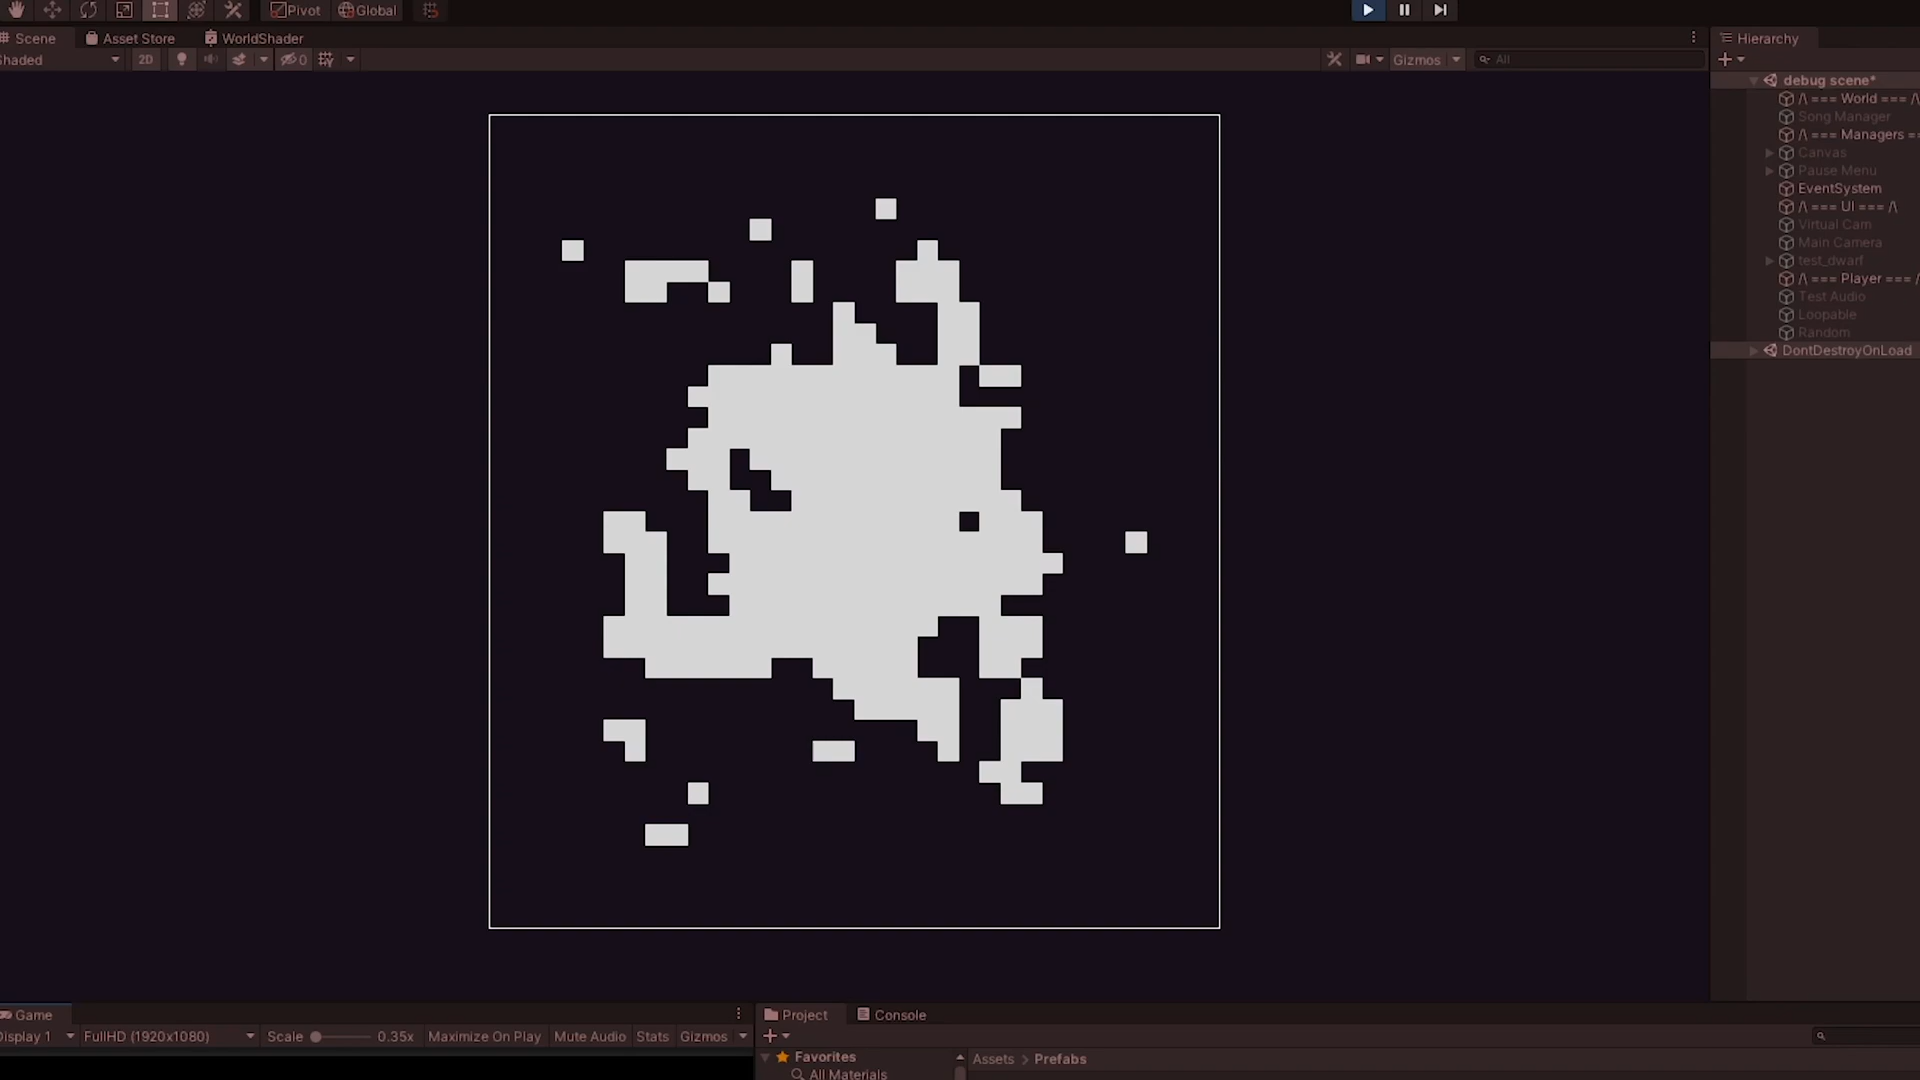 Pivot Global
Scene Asset Store WorldShader
haded 2D 0 Gizmos All
Hierarchy
debug scene*
/\ === World === /\
Song Manager
/\ === Managers ==
Canvas
Pause Menu
EventSystem
/\ === UI === /\
Virtual Cam
Main Camera
test_dwarf
/\ === Player === /\
Test Audio
Loopable
Random
DontDestroyOnLoad
Game
isplay 1 FullHD (1920x1080) Scale 0.35x Maximize On Play Mute Audio Stats Gizmos
Project Console
Favorites
All Materials
Assets > Prefabs